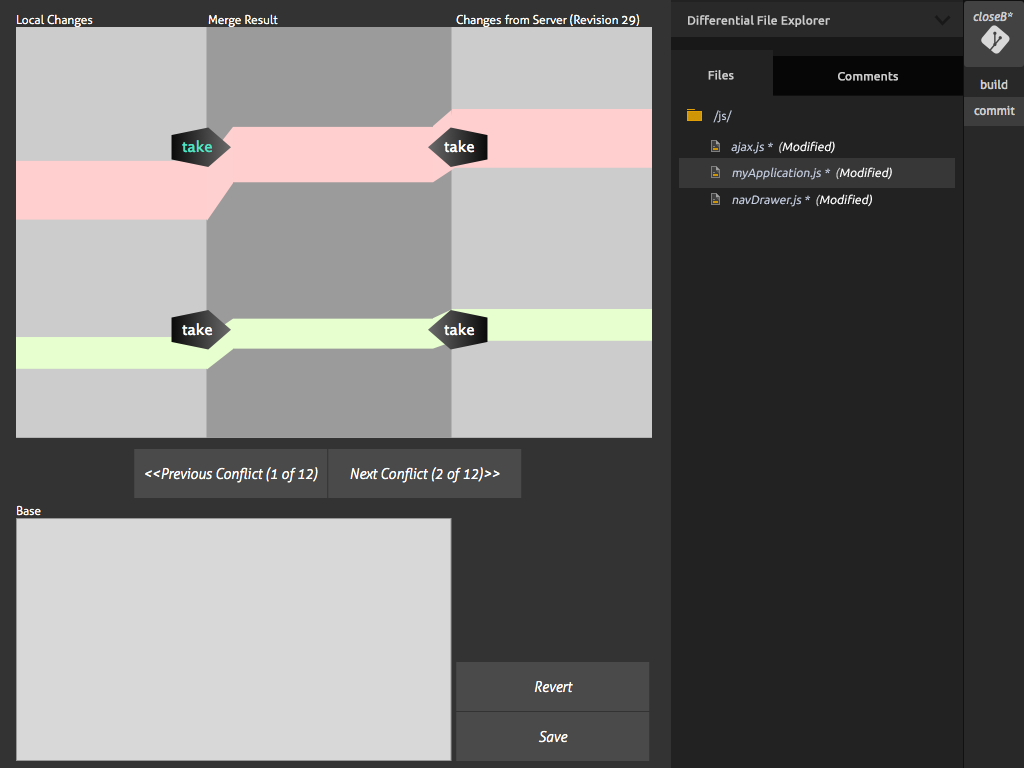 Local Changes
Merge Result
Changes from Server (Revision 29)
take
take
take
take
<<Previous Conflict (1 of 12)
Next Conflict (2 of 12)>>
Base
Revert
Save
Differential File Explorer
Files
Comments
/js/
ajax.js * (Modified)
myApplication.js * (Modified)
navDrawer.js * (Modified)
closeB*
build
commit